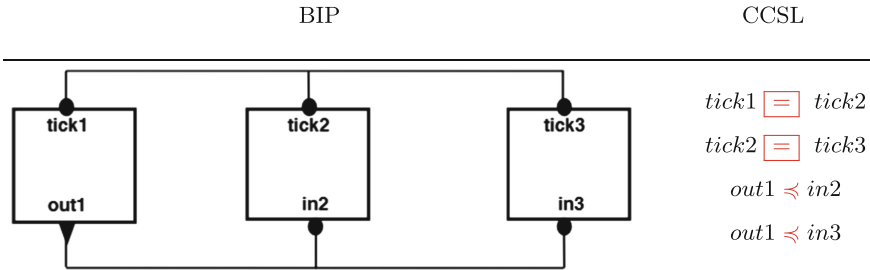 BIP CCSL
tick1 tick2 tick3
tick1 = tick2
tick2 = tick3
out1 ≼ in2
out1 in2 in3
out1 ≼ in3